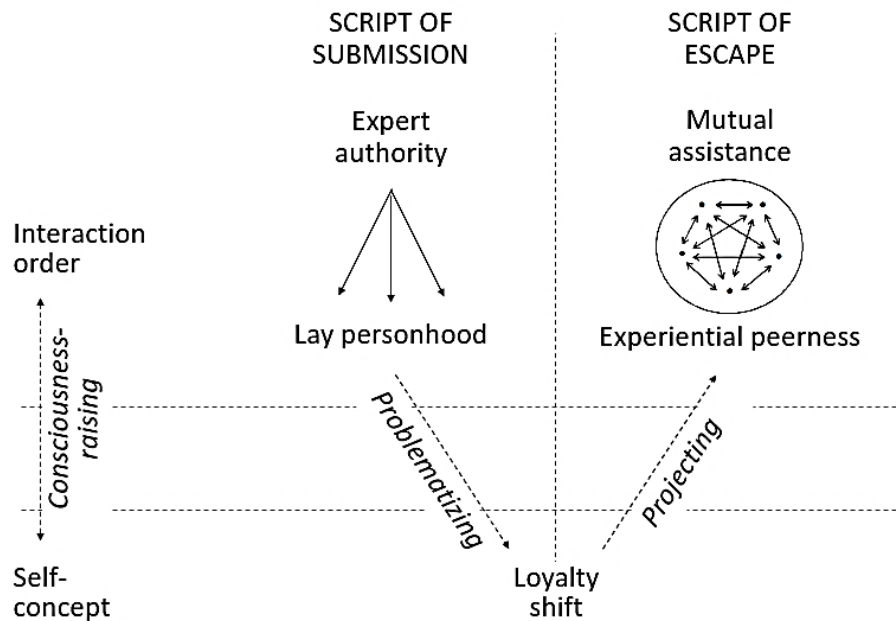 SCRIPT OF
SUBMISSION
SCRIPT OF
ESCAPE
Expert
authority
Mutual
assistance
Interaction
order
Lay personhood
Experiential peerness
Consciousness-
raising
Problematizing
Projecting
Self-
concept
Loyalty
shift